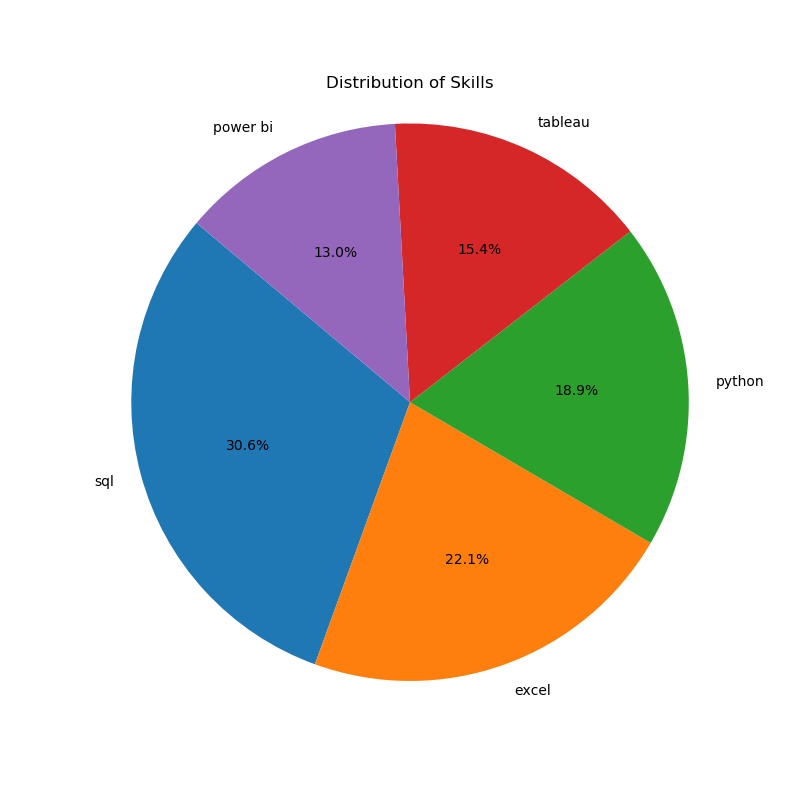 Distribution of Skills
tableau
power bi
15.4%
13.0%
python
18.9%
30.6%
sql
22.1%
excel